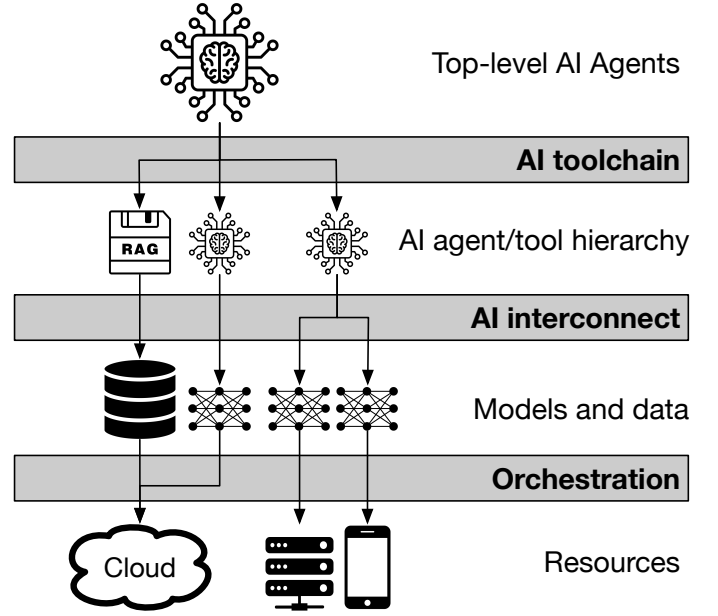 Top-level AI Agents
AI toolchain
RAG
AI agent/tool hierarchy
AI interconnect
Models and data
Orchestration
Cloud
Resources